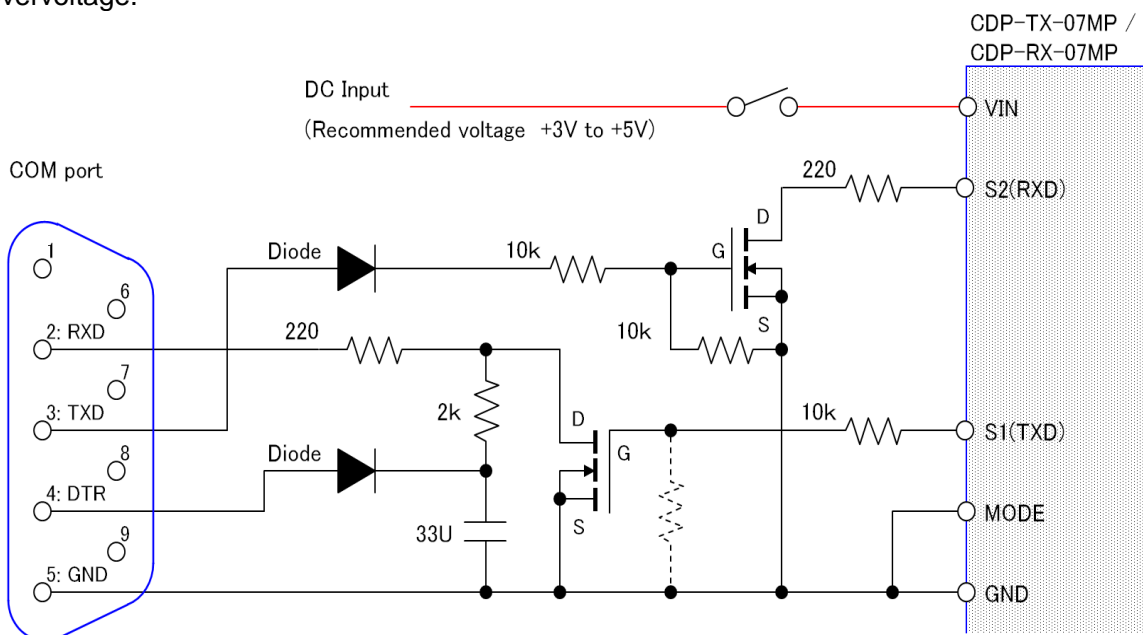 vervoltage.
CDP-TX-07MP /
CDP-RX-07MP
DC Input
(Recommended voltage +3V to +5V)
VIN
COM port
220
S2(RXD)
D
1
Diode
10k
G
6
S
2: RXD
220
10k
7
3: TXD
2k
D
10k
S1(TXD)
G
Diode
8
4: DTR
33U
S
MODE
9
5: GND
GND